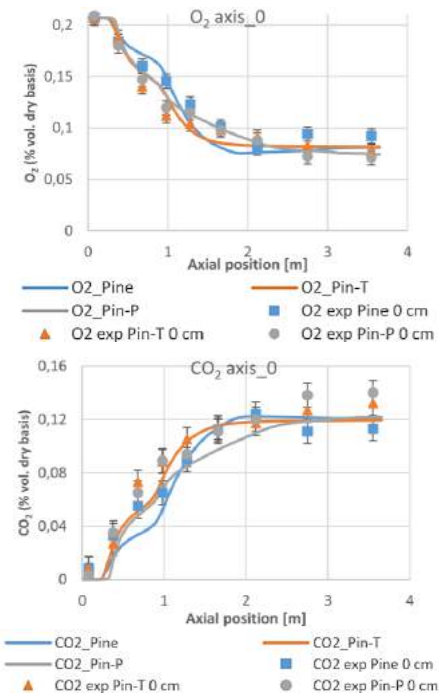 O₂ axis_0
0,2
0,15
0,1
0,05
0
O₂ (% vol. dry basis)
0 1 2 3 4
Axial position [m]
O2_Pine O2_Pin-T
O2_Pin-P O2 exp Pine 0 cm
O2 exp Pin-T 0 cm O2 exp Pin-P 0 cm
CO₂ axis_0
0,16
0,12
0,08
0,04
0
CO₂ (% vol. dry basis)
0 1 2 3 4
Axial position [m]
CO2_Pine CO2_Pin-T
CO2_Pin-P CO2 exp Pine 0 cm
CO2 exp Pin-T 0 cm CO2 exp Pin-P 0 cm